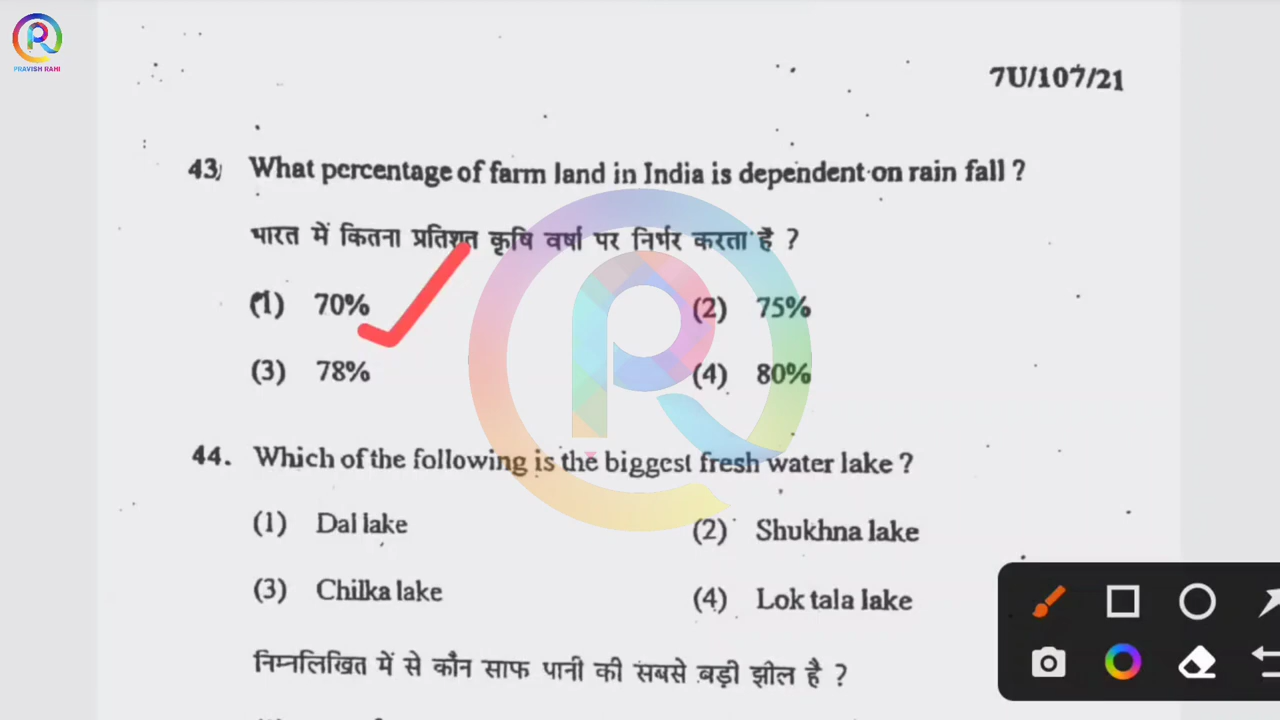 PRAVISH RAHI
7U/107/21
43. What percentage of farm land in India is dependent on rain fall ?
भारत में कितना प्रतिशत कृषि वर्षा पर निर्भर करता है ?
(1) 70% (2) 75%
(3) 78% (4) 80%
44. Which of the following is the biggest fresh water lake ?
(1) Dal lake (2) Shukhna lake
(3) Chilka lake (4) Lok tala lake
निम्नलिखित में से कौन साफ पानी की सबसे बड़ी झील है ?